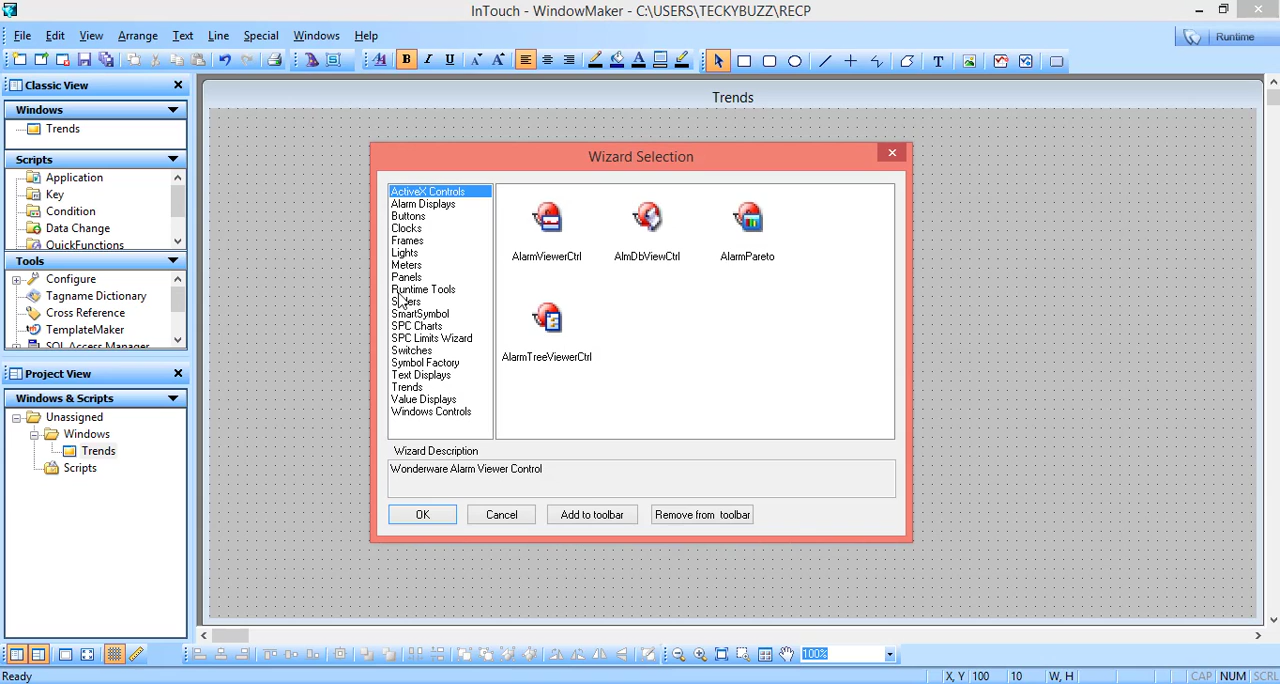 InTouch - WindowMaker - C:\USERS\TECKYBUZZ\RECP
File Edit View Arrange Text Line Special Windows Help
Runtime
B I U A A A T
Classic View
Windows
Trends
Scripts
Application
Key
Condition
Data Change
QuickFunctions
Tools
Configure
Tagname Dictionary
Cross Reference
TemplateMaker
SQL Access Manager
Project View
Windows & Scripts
Unassigned
Windows
Trends
Scripts
Trends
Wizard Selection
ActiveX Controls
Alarm Displays
Buttons
Clocks
Frames
Lights
Meters
Panels
Runtime Tools
SmartSymbol
SPC Charts
SPC Limits Wizard
Switches
Symbol Factory
Text Displays
Trends
Value Displays
Windows Controls
AlarmViewerCtrl
AlmDbViewCtrl
AlarmPareto
AlarmTreeViewerCtrl
Wizard Description
Wonderware Alarm Viewer Control
OK
Cancel
Add to toolbar
Remove from toolbar
100%
Ready
X, Y 100 10 W, H CAP NUM SCRL